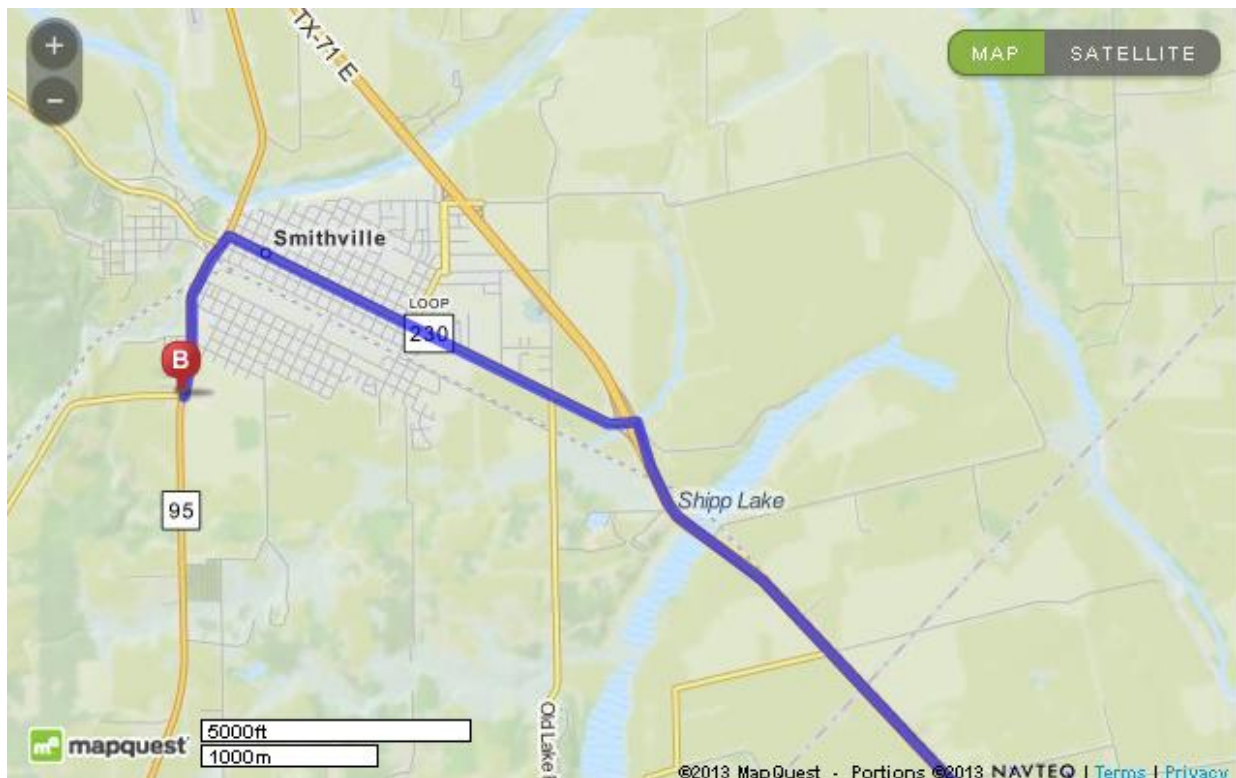 +
−
TX-71 E
MAP
SATELLITE
Smithville
LOOP
230
B
Shipp Lake
95
Old Lake
mapquest
5000ft
1000m
©2013 MapQuest - Portions ©2013 NAVTEQ | Terms | Privacy